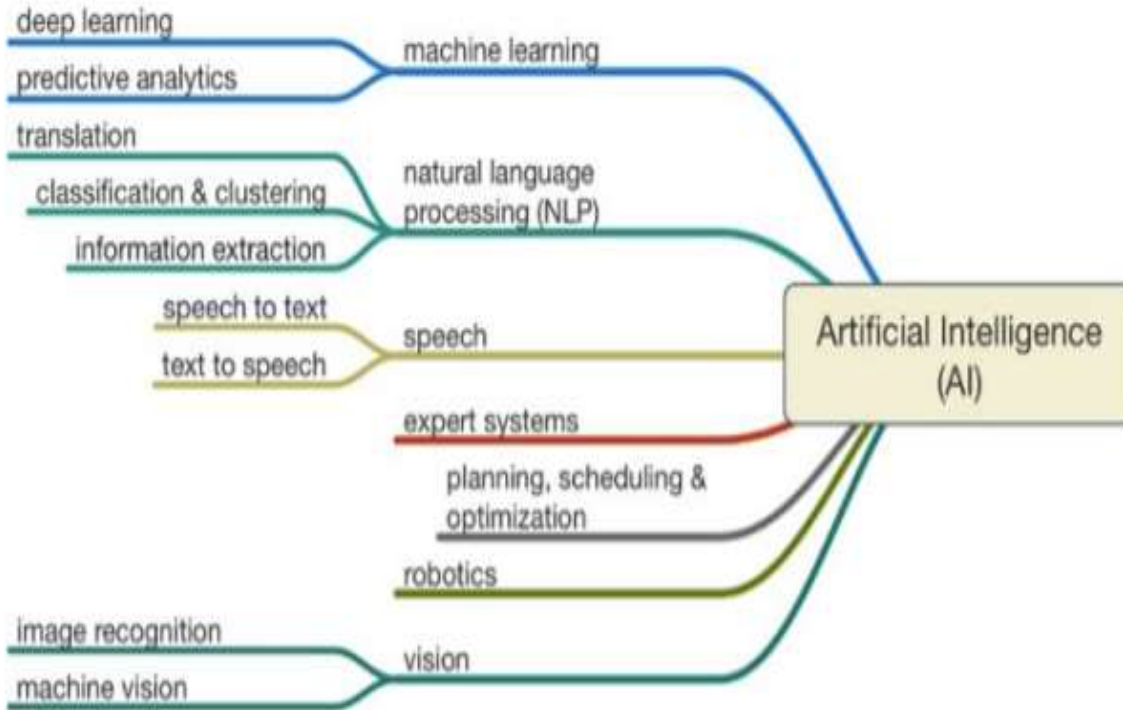 deep learning
predictive analytics
machine learning
translation
classification & clustering
information extraction
natural language
processing (NLP)
speech to text
text to speech
speech
expert systems
planning, scheduling &
optimization
robotics
image recognition
machine vision
vision
Artificial Intelligence
(AI)